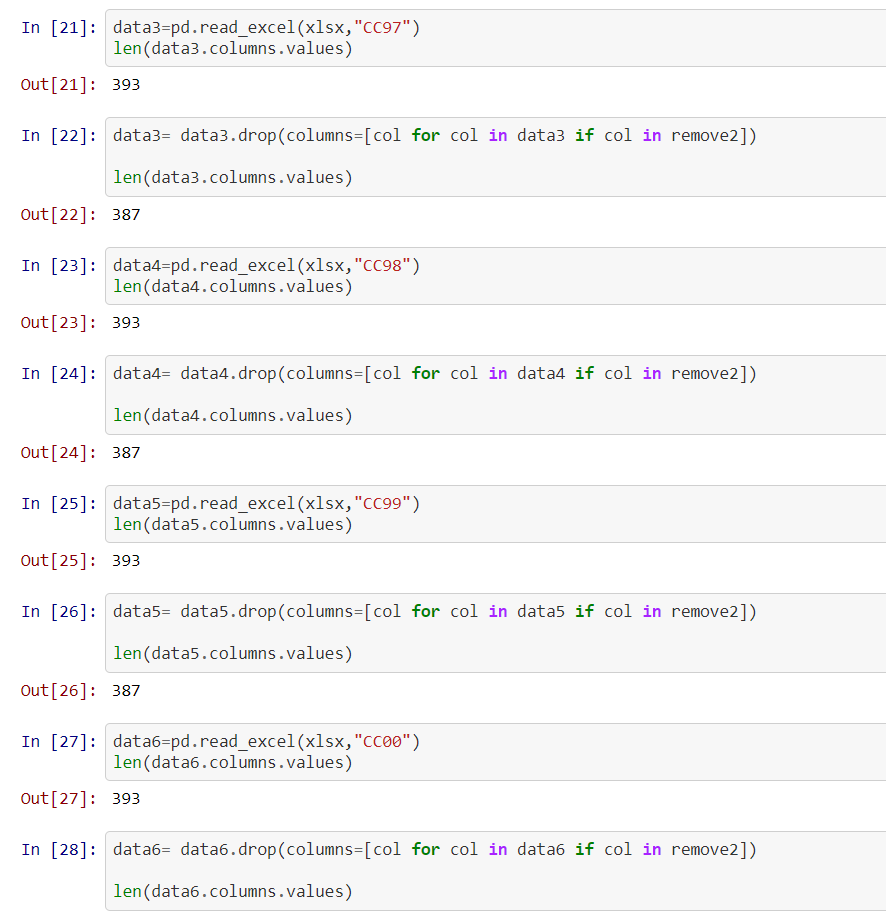 In [21]: data3=pd.read_excel(xlsx,"CC97")
len(data3.columns.values)
Out[21]: 393
In [22]: data3= data3.drop(columns=[col for col in data3 if col in remove2])
len(data3.columns.values)
Out[22]: 387
In [23]: data4=pd.read_excel(xlsx,"CC98")
len(data4.columns.values)
Out[23]: 393
In [24]: data4= data4.drop(columns=[col for col in data4 if col in remove2])
len(data4.columns.values)
Out[24]: 387
In [25]: data5=pd.read_excel(xlsx,"CC99")
len(data5.columns.values)
Out[25]: 393
In [26]: data5= data5.drop(columns=[col for col in data5 if col in remove2])
len(data5.columns.values)
Out[26]: 387
In [27]: data6=pd.read_excel(xlsx,"CC00")
len(data6.columns.values)
Out[27]: 393
In [28]: data6= data6.drop(columns=[col for col in data6 if col in remove2])
len(data6.columns.values)